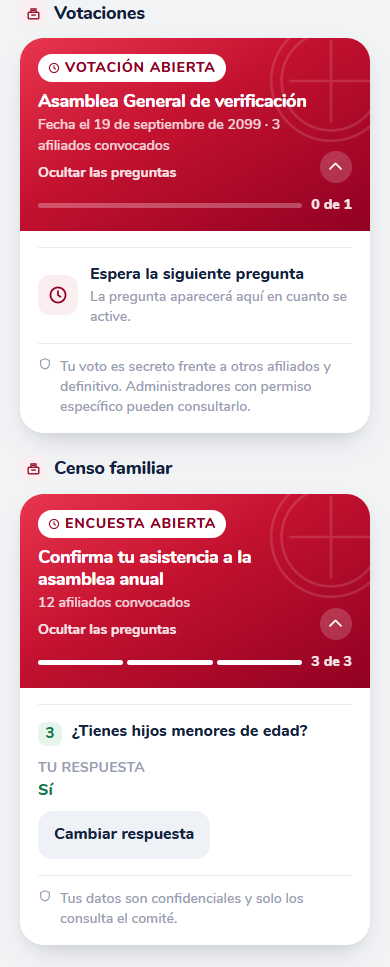 Votaciones
VOTACIÓN ABIERTA
Asamblea General de verificación
Fecha el 19 de septiembre de 2099 · 3
afiliados convocados
Ocultar las preguntas
0 de 1
Espera la siguiente pregunta
La pregunta aparecerá aquí en cuanto se
active.
Tu voto es secreto frente a otros afiliados y
definitivo. Administradores con permiso
específico pueden consultarlo.
Censo familiar
ENCUESTA ABIERTA
Confirma tu asistencia a la
asamblea anual
12 afiliados convocados
Ocultar las preguntas
3 de 3
3 ¿Tienes hijos menores de edad?
TU RESPUESTA
Sí
Cambiar respuesta
Tus datos son confidenciales y solo los
consulta el comité.